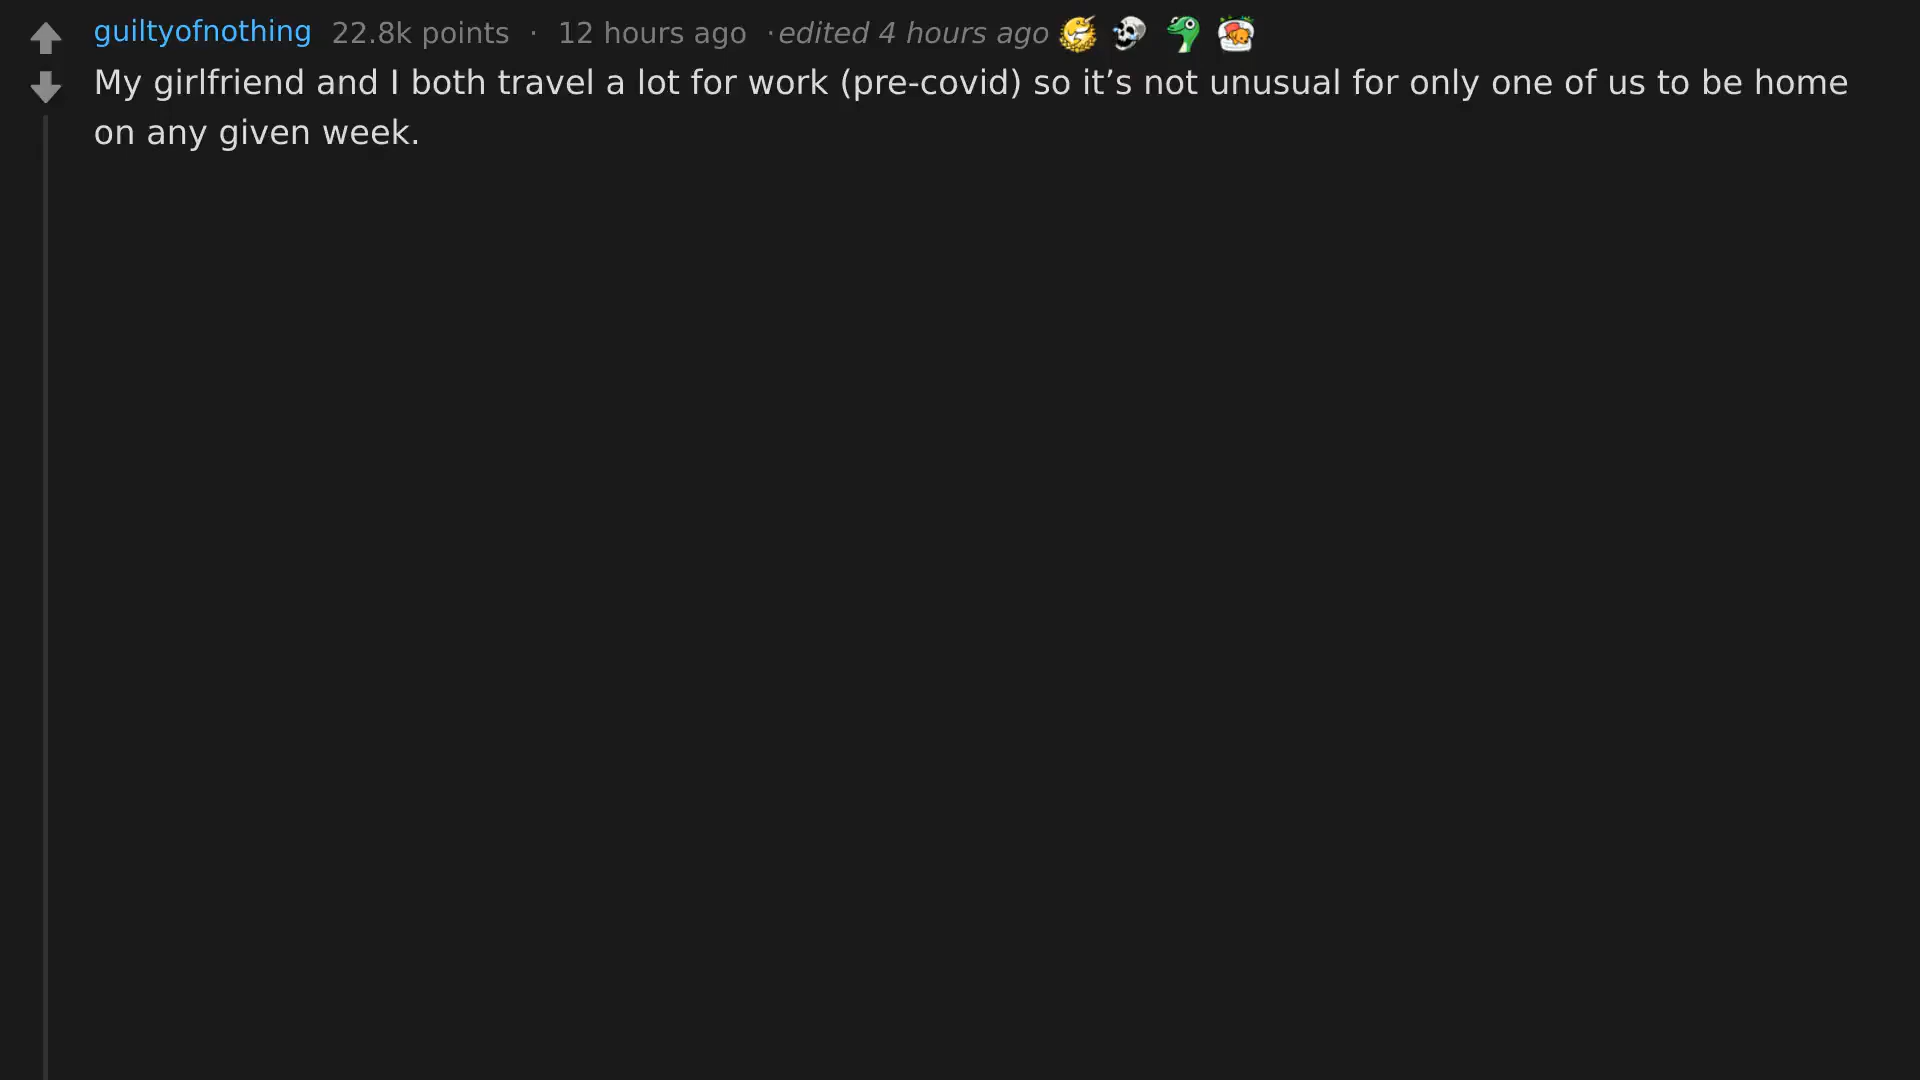 guiltyofnothing 22.8k points · 12 hours ago ·edited 4 hours ago
My girlfriend and I both travel a lot for work (pre-covid) so it’s not unusual for only one of us to be home
on any given week.